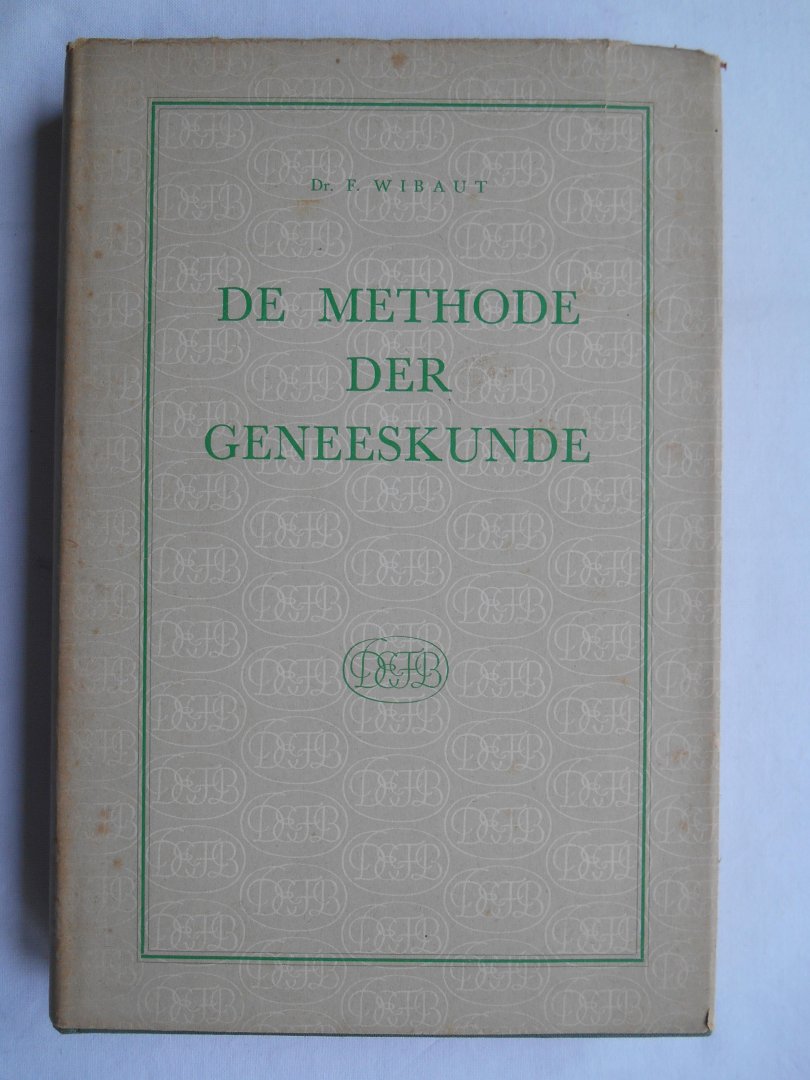 Dr. F. WIBAUT
DE METHODE
DER
GENEESKUNDE